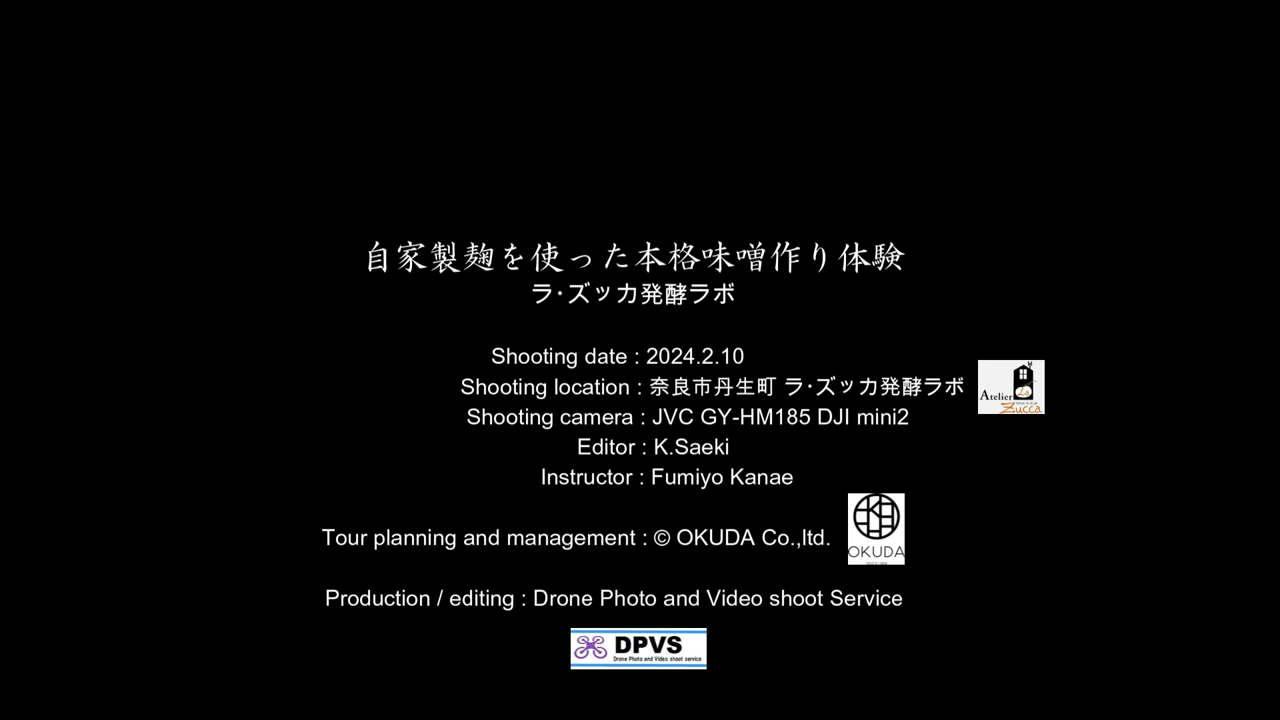 自家製麹を使った本格味噌作り体験
ラ・ズッカ発酵ラボ
Shooting date : 2024.2.10
Shooting location : 奈良市丹生町 ラ・ズッカ発酵ラボ
Atelier
Zucca
Shooting camera : JVC GY-HM185 DJI mini2
Editor : K.Saeki
Instructor : Fumiyo Kanae
Tour planning and management : © OKUDA Co.,ltd.
OKUDA
Production / editing : Drone Photo and Video shoot Service
DPVS
Drone Photo and Video shoot service